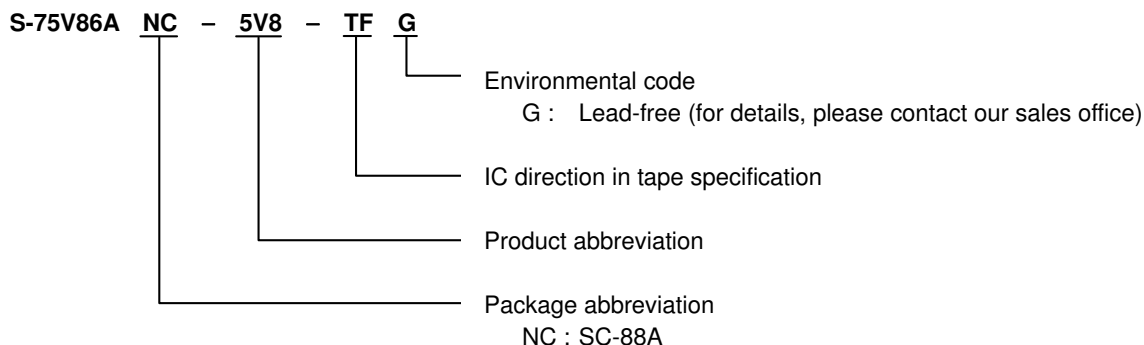 S-75V86A NC – 5V8 – TF G
Environmental code
G : Lead-free (for details, please contact our sales office)
IC direction in tape specification
Product abbreviation
Package abbreviation
NC : SC-88A